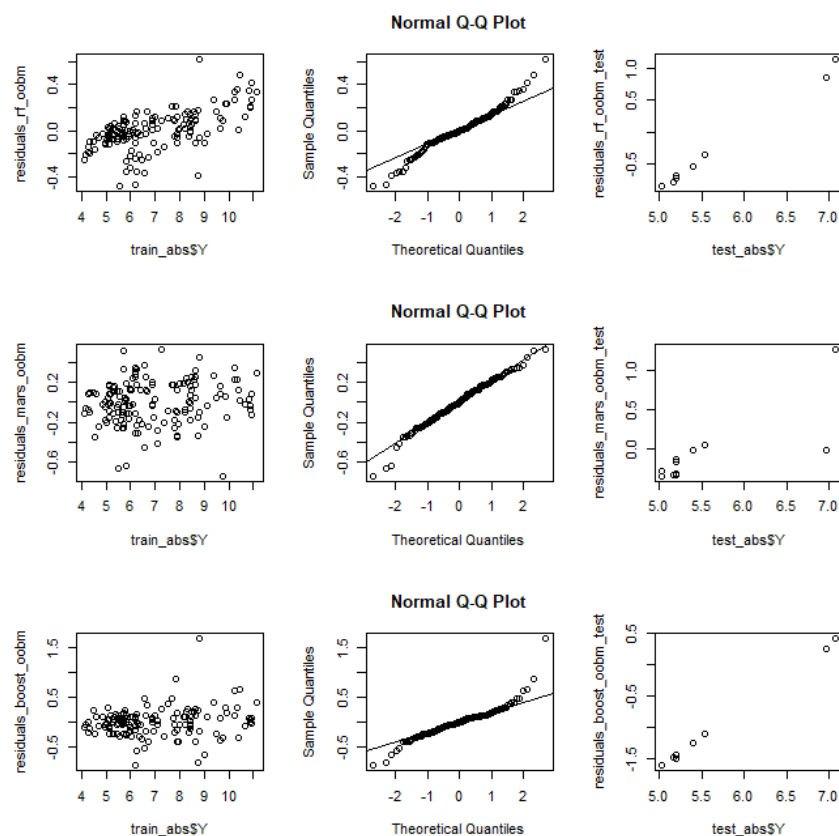 Normal Q-Q Plot
residuals_rf_oobm
-0.4 0.0 0.4
4 5 6 7 8 9 10
train_abs$Y
Sample Quantiles
-0.4 0.0 0.4
-2 -1 0 1 2
Theoretical Quantiles
residuals_rf_oobm_test
-0.5 0.5 1.0
5.0 5.5 6.0 6.5 7.0
test_abs$Y
Normal Q-Q Plot
residuals_mars_oobm
-0.6 -0.2 0.2
4 5 6 7 8 9 10
train_abs$Y
Sample Quantiles
-0.6 -0.2 0.2
-2 -1 0 1 2
Theoretical Quantiles
residuals_mars_oobm_test
0.0 0.5 1.0
5.0 5.5 6.0 6.5 7.0
test_abs$Y
Normal Q-Q Plot
residuals_boost_oobm
-0.5 0.5 1.5
4 5 6 7 8 9 10
train_abs$Y
Sample Quantiles
-0.5 0.5 1.5
-2 -1 0 1 2
Theoretical Quantiles
residuals_boost_oobm_test
-1.5 -0.5 0.5
5.0 5.5 6.0 6.5 7.0
test_abs$Y